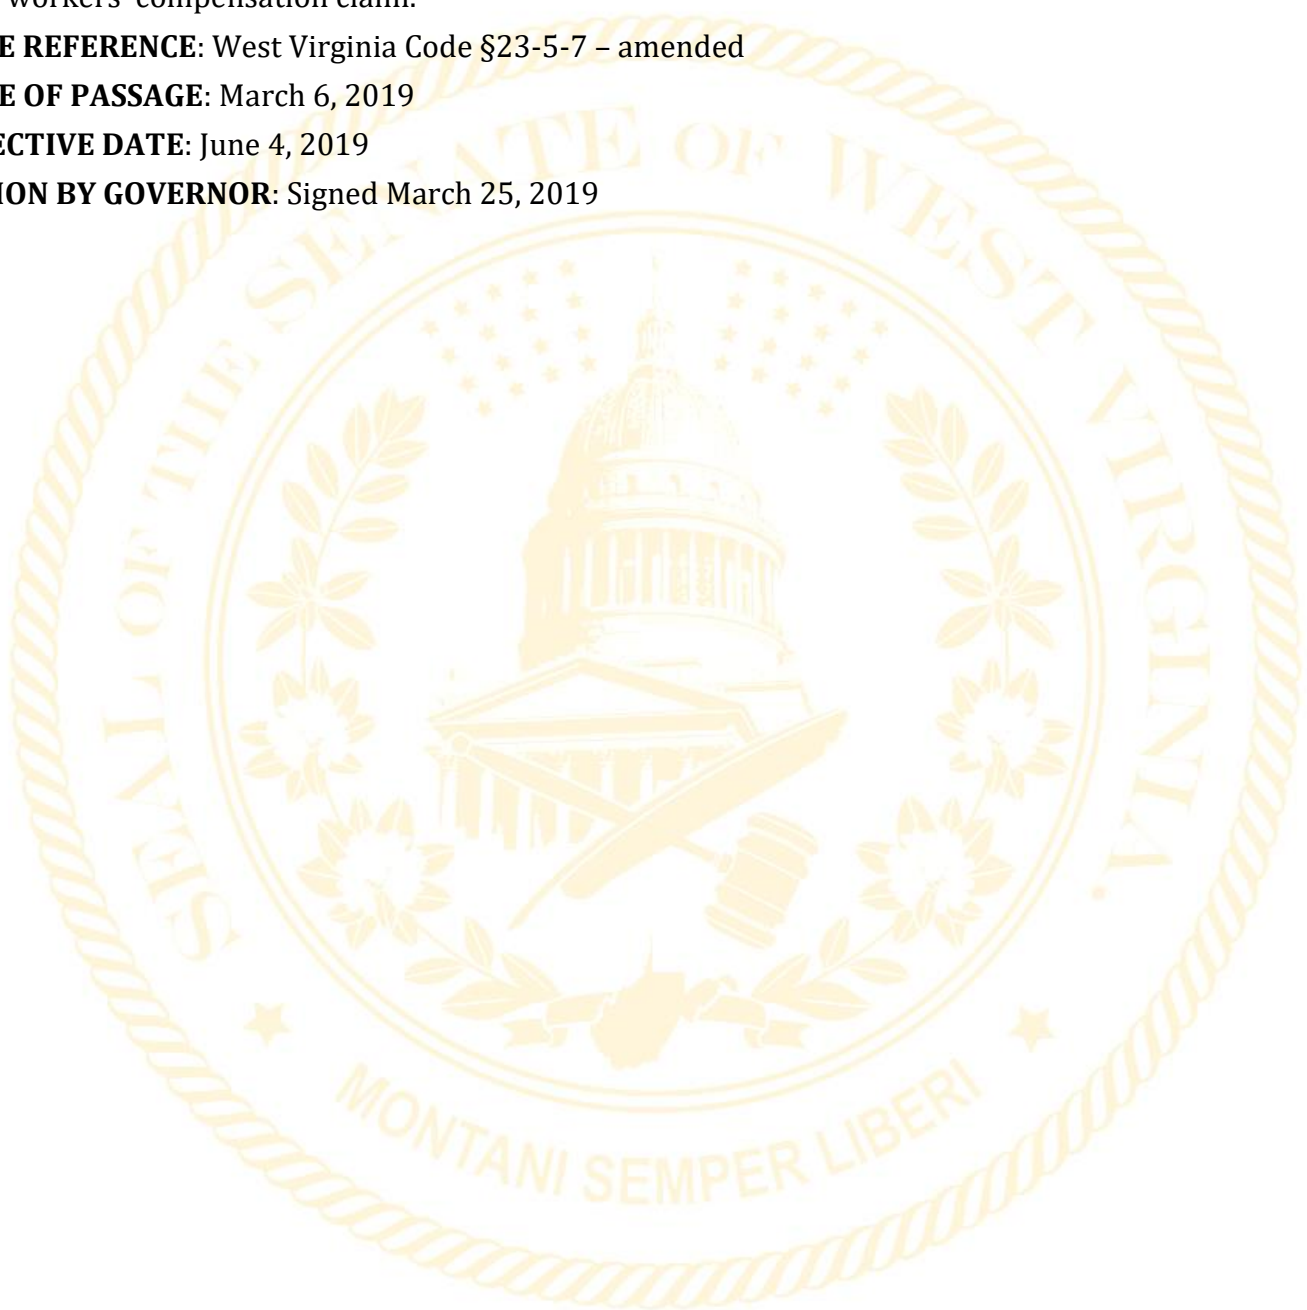 workers' compensation claim.
E REFERENCE: West Virginia Code §23-5-7 – amended
E OF PASSAGE: March 6, 2019
ECTIVE DATE: June 4, 2019
ION BY GOVERNOR: Signed March 25, 2019
SEAL OF THE SENATE OF WEST VIRGINIA
MONTANI SEMPER LIBERI